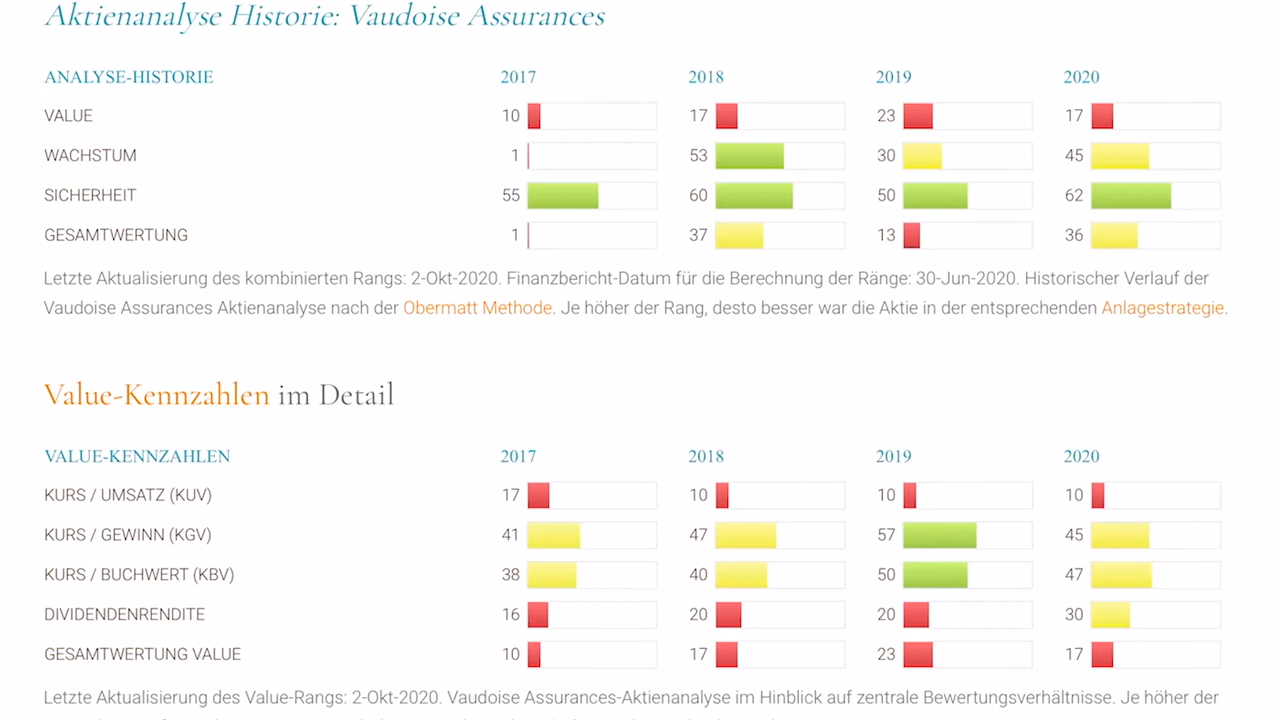 Aktienanalyse Historie: Vaudoise Assurances
ANALYSE-HISTORIE 2017 2018 2019 2020
VALUE 10 17 23 17
WACHSTUM 1 53 30 45
SICHERHEIT 55 60 50 62
GESAMTWERTUNG 1 37 13 36
Letzte Aktualisierung des kombinierten Rangs: 2-Okt-2020. Finanzbericht-Datum für die Berechnung der Ränge: 30-Jun-2020. Historischer Verlauf der
Vaudoise Assurances Aktienanalyse nach der Obermatt Methode. Je höher der Rang, desto besser war die Aktie in der entsprechenden Anlagestrategie.
Value-Kennzahlen im Detail
VALUE-KENNZAHLEN 2017 2018 2019 2020
KURS / UMSATZ (KUV) 17 10 10 10
KURS / GEWINN (KGV) 41 47 57 45
KURS / BUCHWERT (KBV) 38 40 50 47
DIVIDENDENRENDITE 16 20 20 30
GESAMTWERTUNG VALUE 10 17 23 17
Letzte Aktualisierung des Value-Rangs: 2-Okt-2020. Vaudoise Assurances-Aktienanalyse im Hinblick auf zentrale Bewertungsverhältnisse. Je höher der